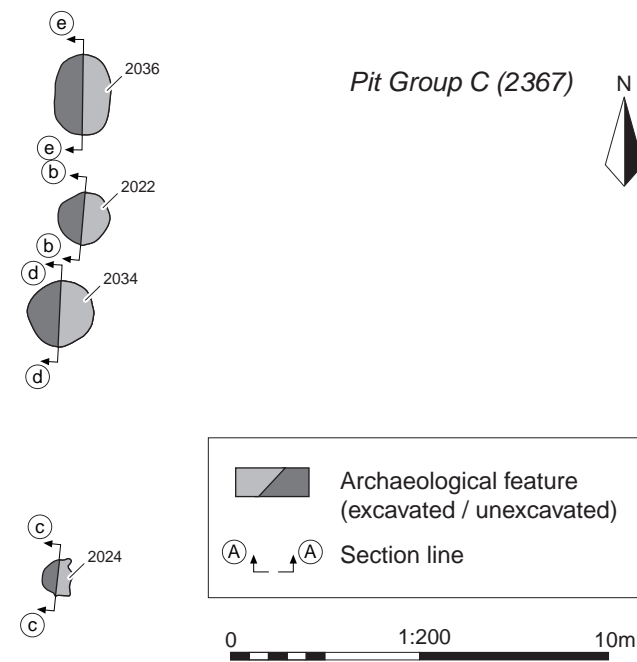 e
2036
Pit Group C (2367)
N
e
b
2022
b
d
2034
d
c
2024
c
Archaeological feature
(excavated / unexcavated)
A A Section line
0 1:200 10m